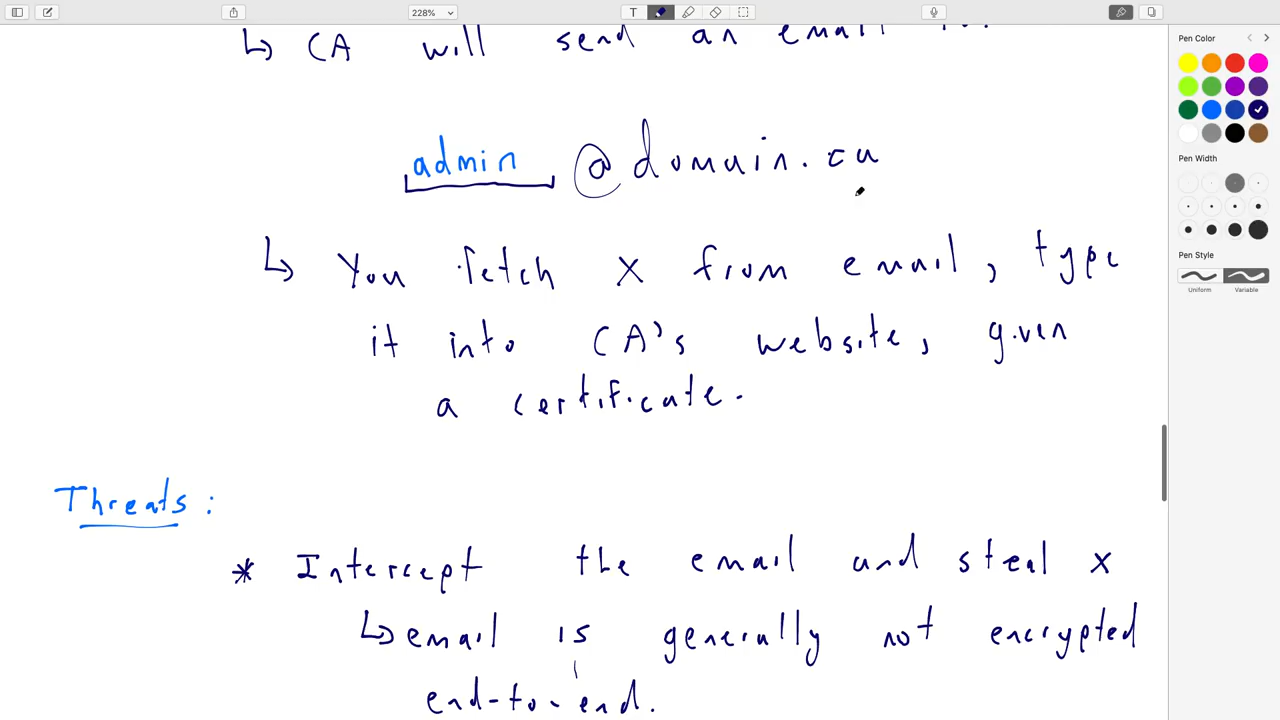 228%
T
Pen Color
↳ CA will send an email to:
admin @domain.ca
Pen Width
↳ You fetch x from email, type
Pen Style
Uniform Variable
it into CA's website, given
a certificate.
Threats:
* Intercept the email and steal x
↳ email is generally not encrypted
end-to-end.